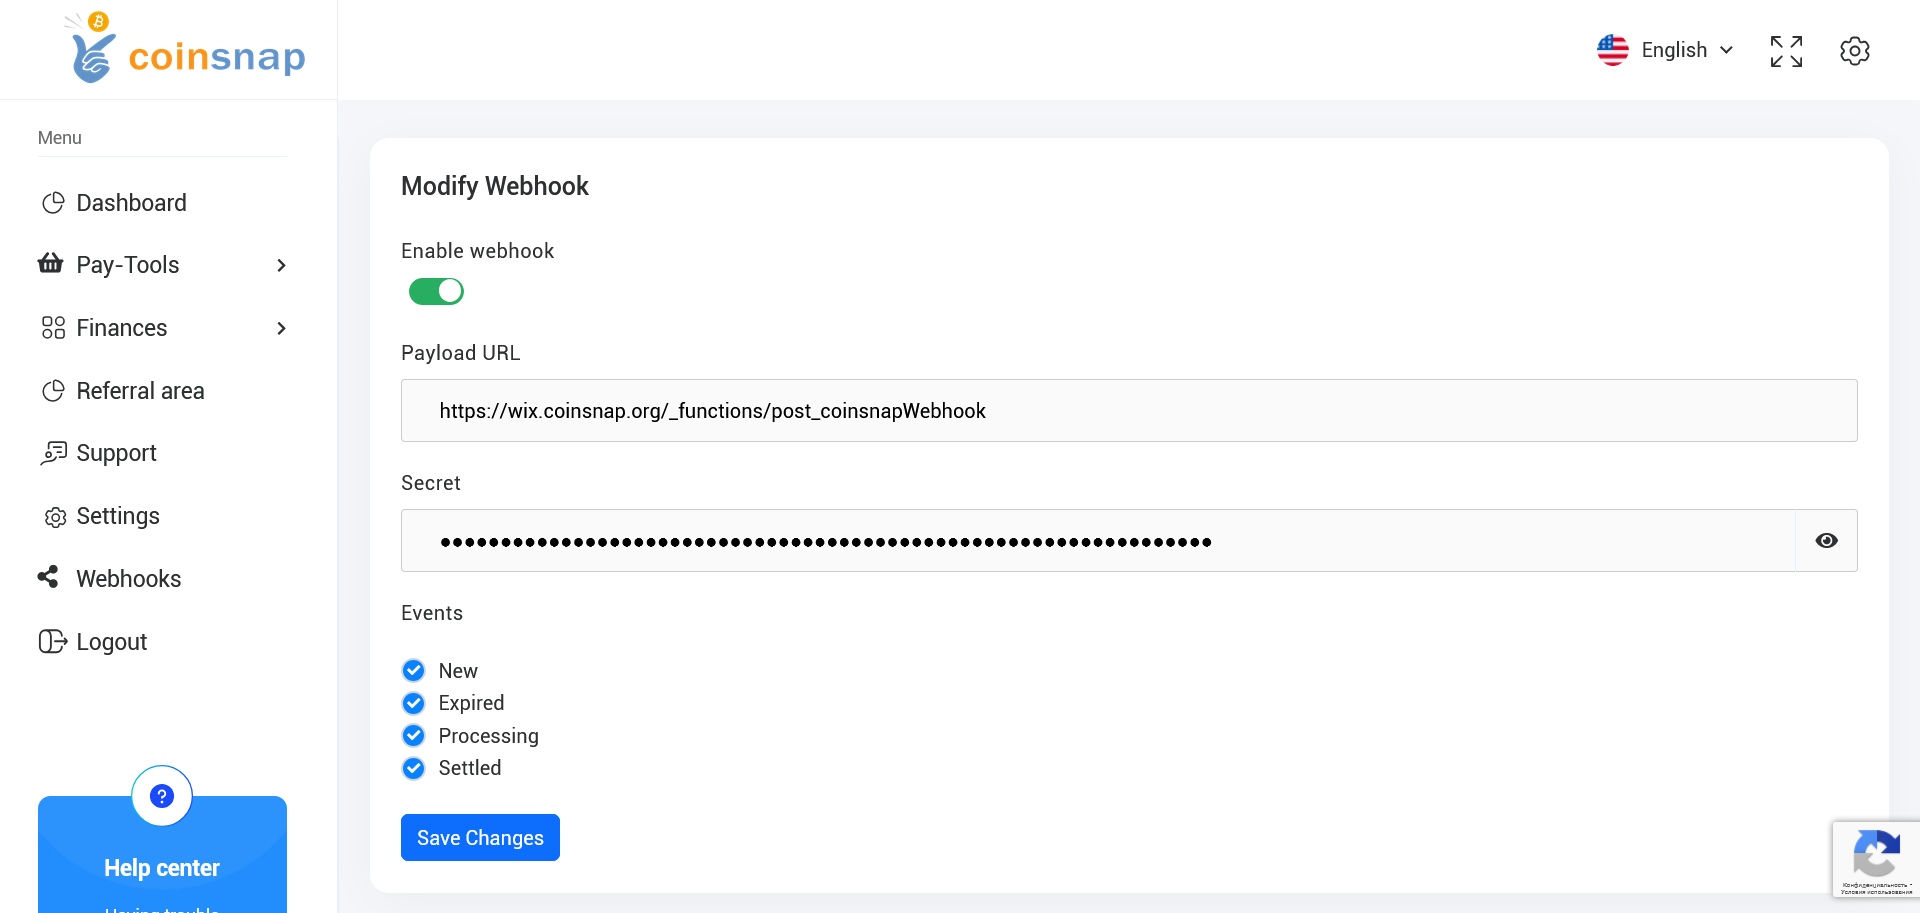 coinsnap
English
Menu
Dashboard
Pay-Tools
Finances
Referral area
Support
Settings
Webhooks
Logout
Help center
Having trouble
Modify Webhook
Enable webhook
Payload URL
https://wix.coinsnap.org/_functions/post_coinsnapWebhook
Secret
Events
New
Expired
Processing
Settled
Save Changes
Конфиденциальность -
Условия использования